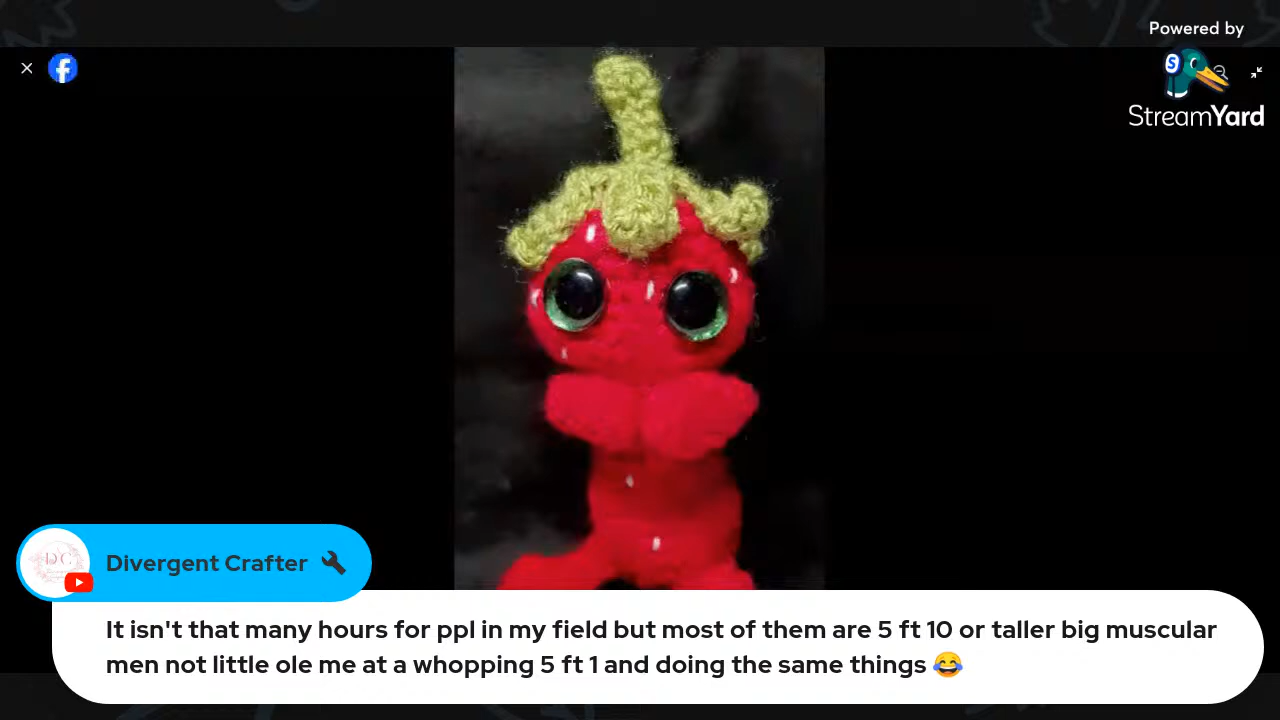 Powered by
StreamYard
Divergent Crafter
It isn't that many hours for ppl in my field but most of them are 5 ft 10 or taller big muscular
men not little ole me at a whopping 5 ft 1 and doing the same things 😂